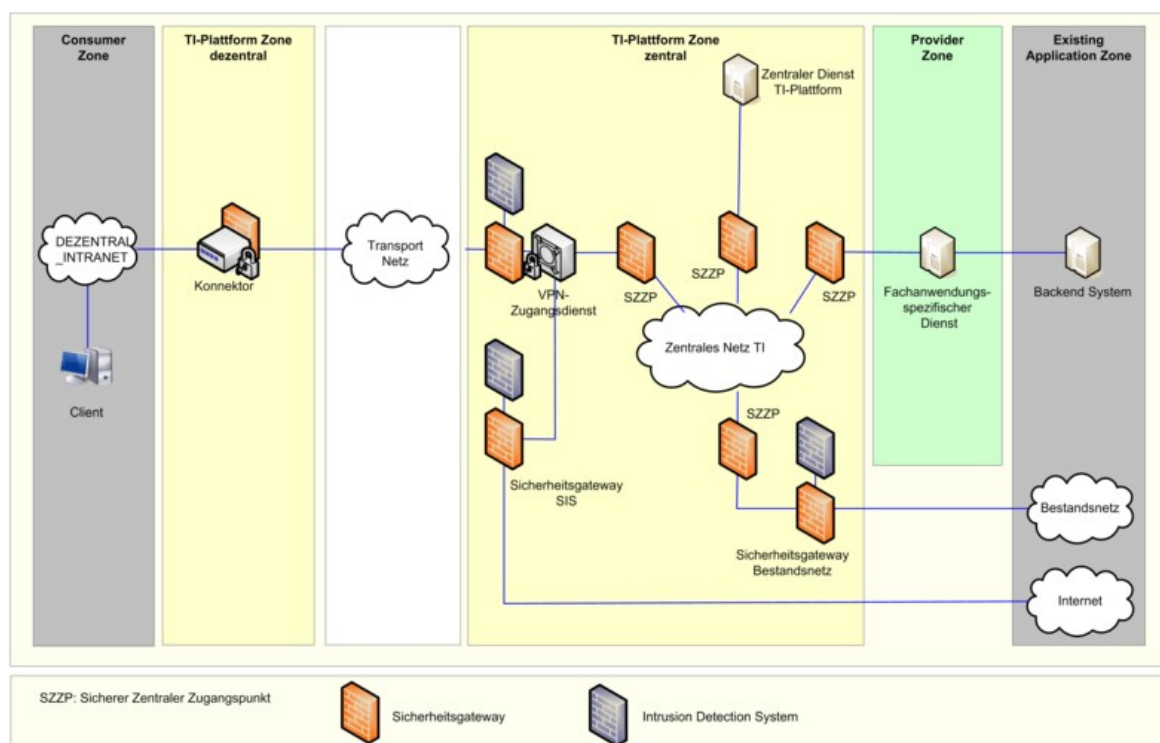 Consumer
Zone
TI-Plattform Zone
dezentral
TI-Plattform Zone
zentral
Provider
Zone
Existing
Application Zone
Zentraler Dienst
TI-Plattform
DEZENTRAL
_INTRANET
Konnektor
Transport
Netz
VPN-
Zugangsdienst
SZZP
SZZP
SZZP
Fachanwendungs-
spezifischer
Dienst
Backend System
Client
Zentrales Netz TI
SZZP
Sicherheitsgateway
SIS
Sicherheitsgateway
Bestandsnetz
Bestandsnetz
Internet
SZZP: Sicherer Zentraler Zugangspunkt
Sicherheitsgateway
Intrusion Detection System